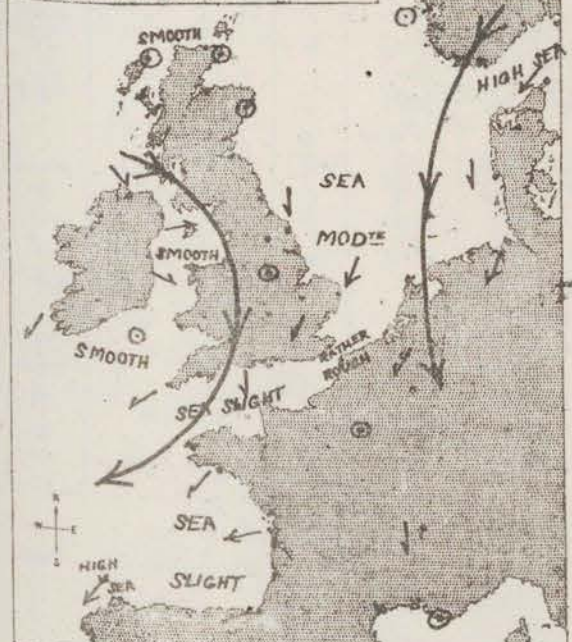 SMOOTH
HIGH SEA
SEA
MODTE
SMOOTH
SMOOTH
RATHER
ROUGH
SEA SLIGHT
SEA
SLIGHT
HIGH
SEA
N
E
S
?